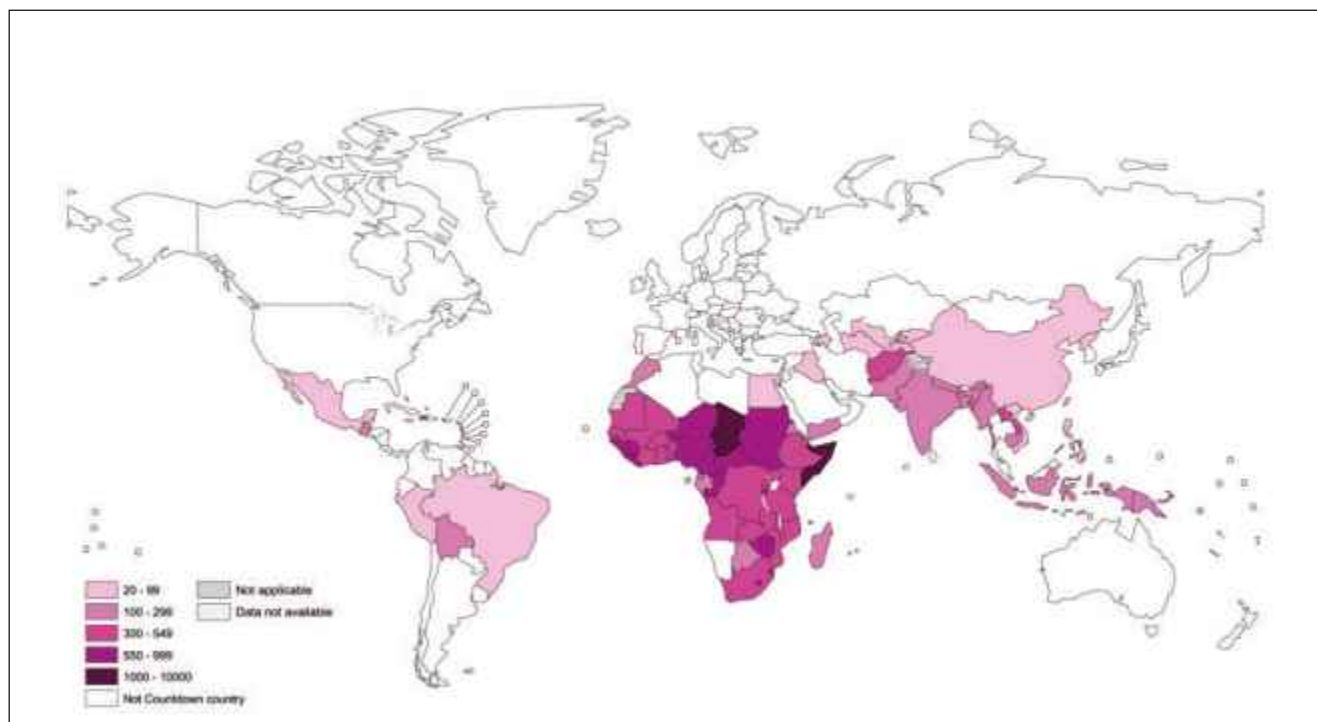 20 - 99
100 - 299
300 - 549
550 - 999
1000 - 10000
Not Countdown country
Not applicable
Data not available